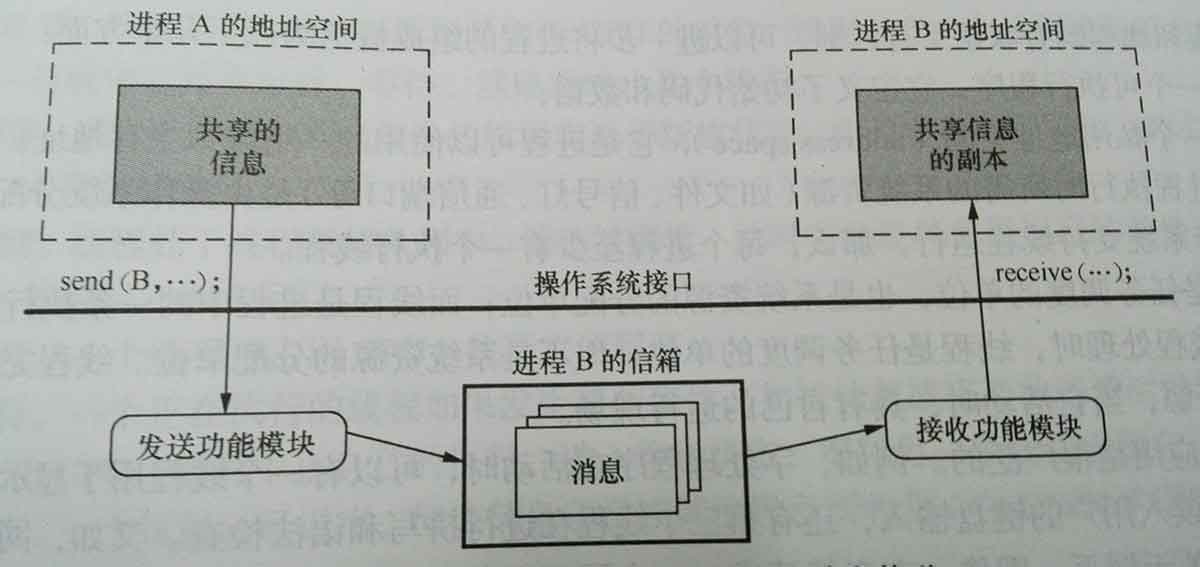 进程 A 的地址空间
进程 B 的地址空间
共享的
信息
共享信息
的副本
send (B,…);
操作系统接口
receive (…);
进程 B 的信箱
发送功能模块
消息
接收功能模块